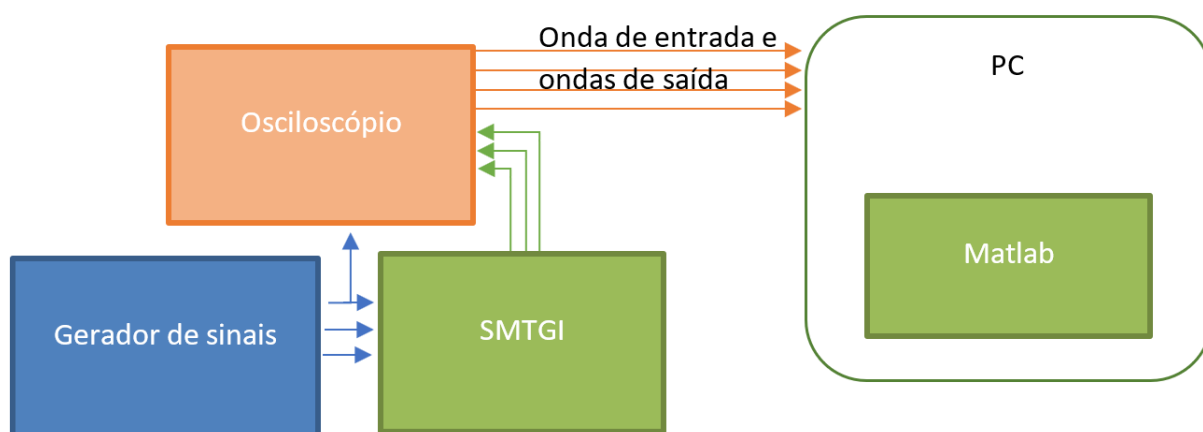 Onda de entrada e
ondas de saída
PC
Osciloscópio
Matlab
Gerador de sinais
SMTGI